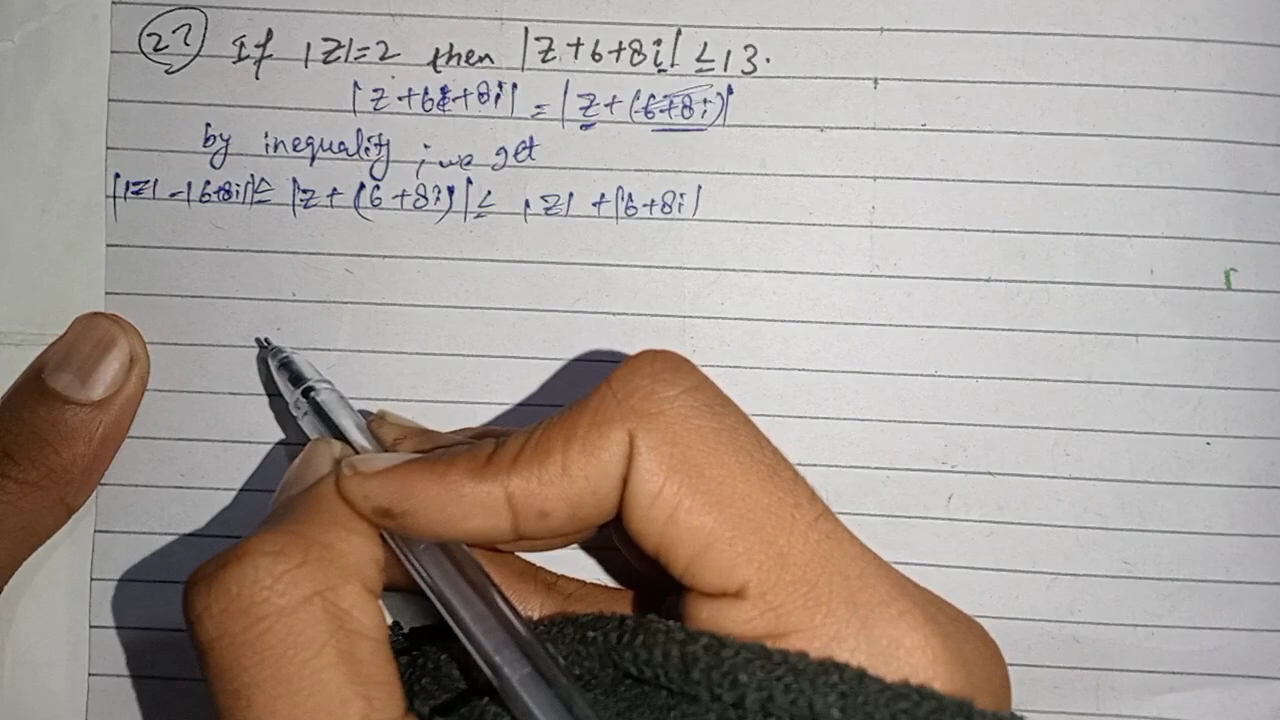 22 If |Z|=2 then |Z+6+8i| ≤13.
|Z+6+8i| = |Z+(6+8i)|
by inequality ; we get
||Z|-|6+8i|≤ |Z+(6+8i)|≤ |Z| +|6+8i|